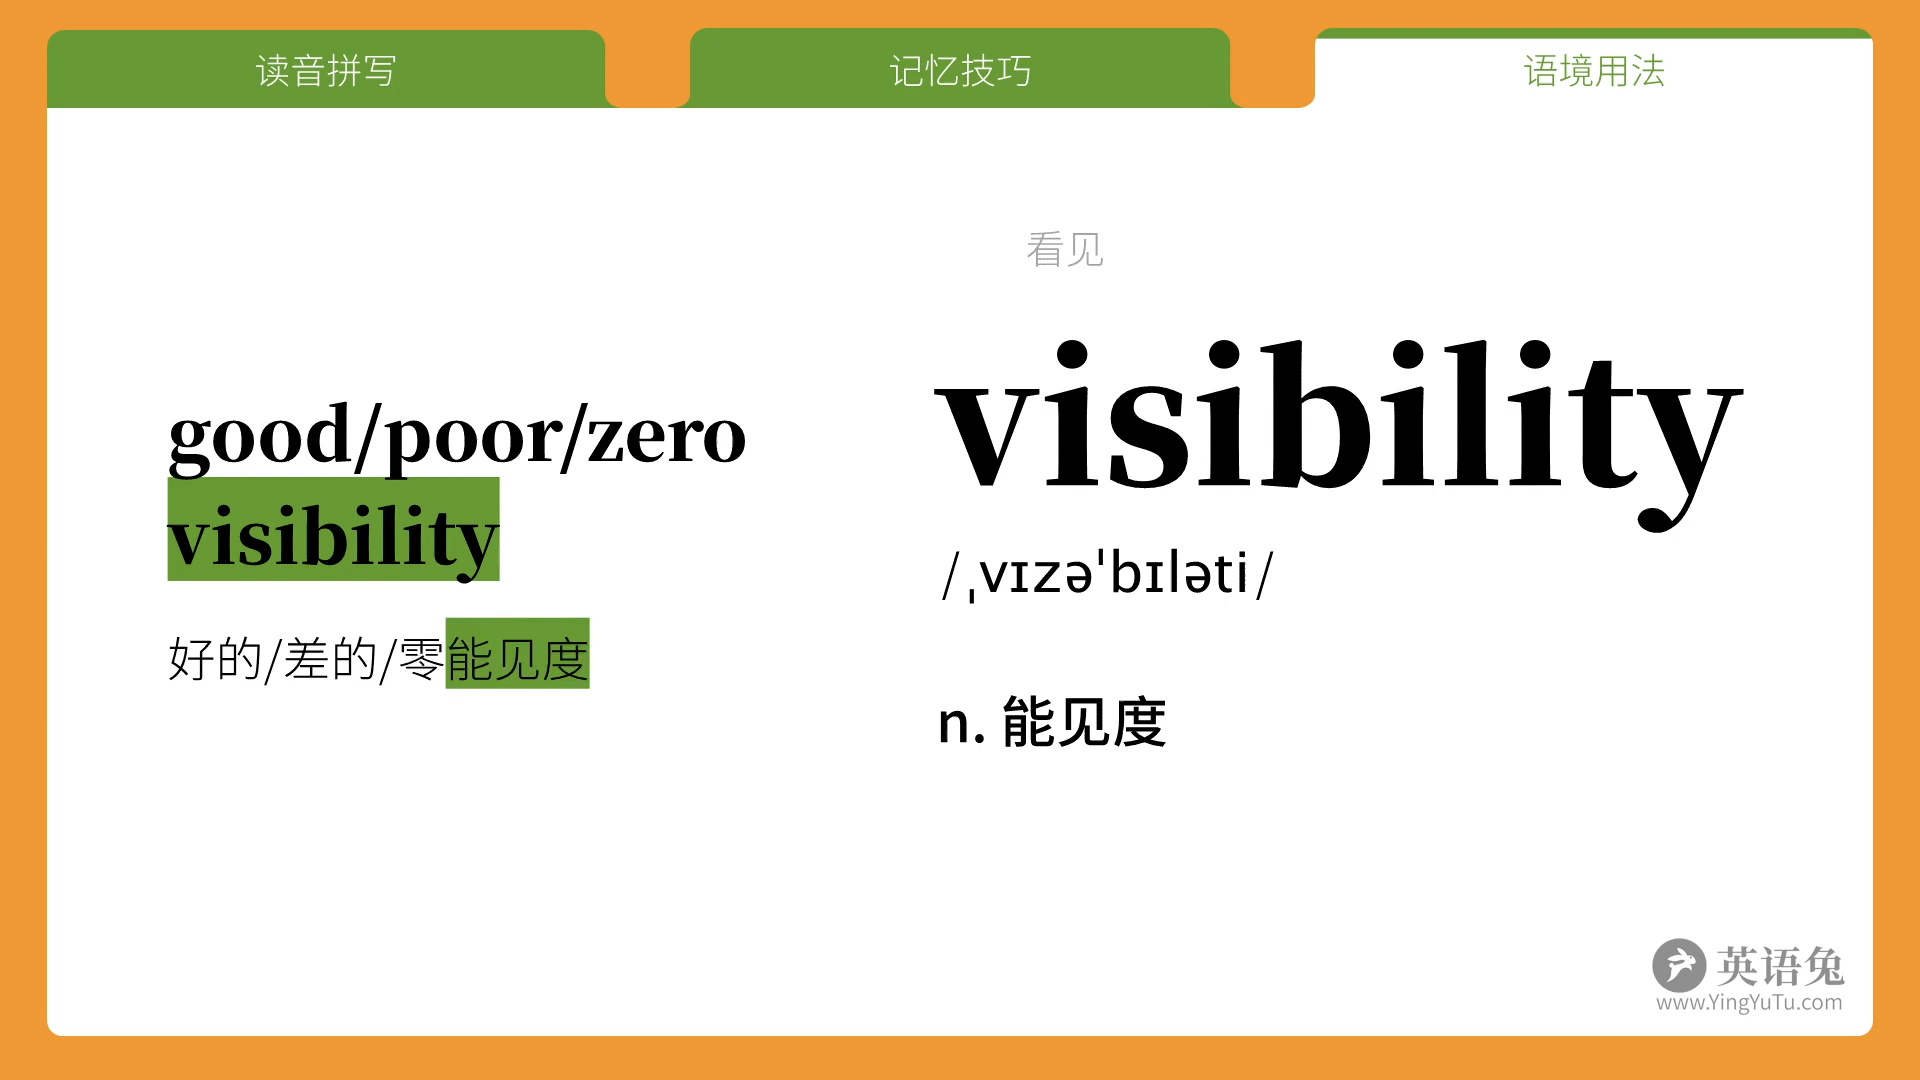 读音拼写
记忆技巧
语境用法
good/poor/zero
visibility
好的/差的/零能见度
看见
visibility
/ˌvɪzəˈbɪləti/
n. 能见度
英语兔
www.YingYuTu.com